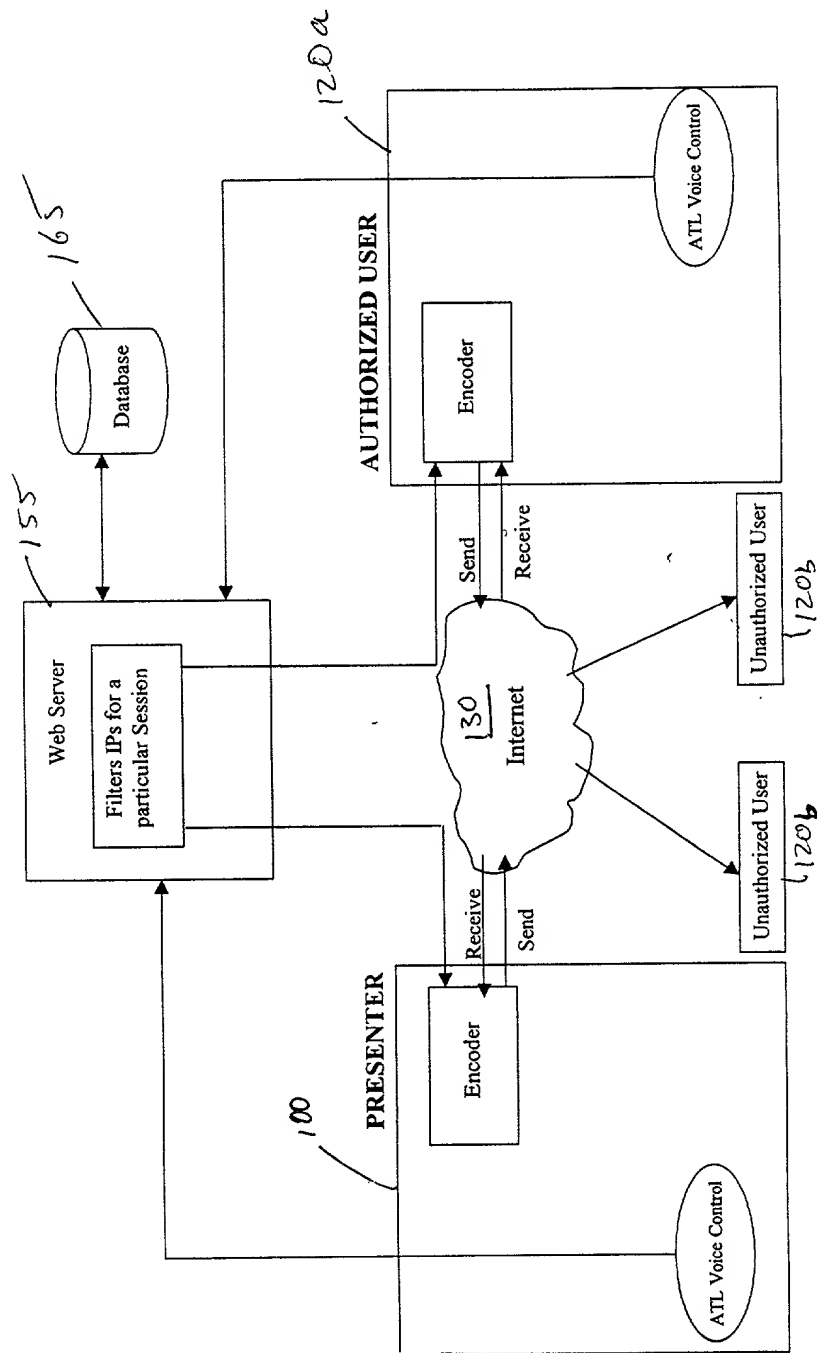 165
Database
155
Web Server
Filters IPs for a
particular Session
120a
AUTHORIZED USER
Encoder
ATL Voice Control
Send
Receive
130
Internet
Receive
Send
100
PRESENTER
Encoder
ATL Voice Control
Unauthorized User
120b
Unauthorized User
120b